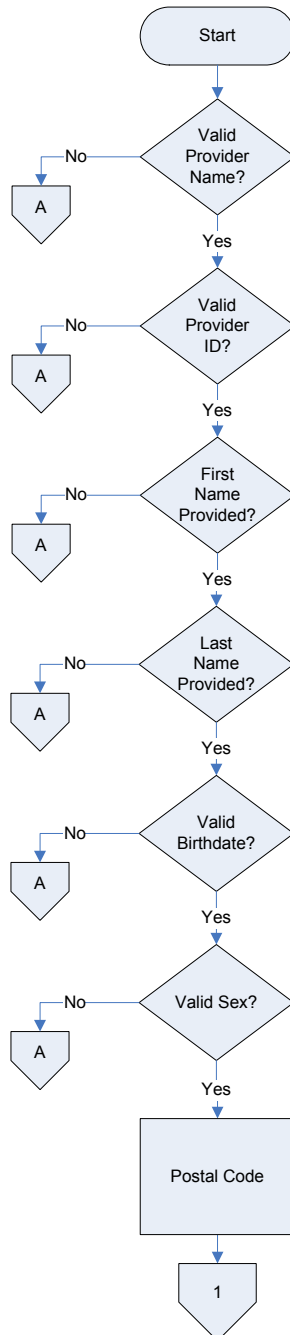 Start
Valid
Provider
Name?
No
A
Yes
Valid
Provider
ID?
No
A
Yes
First
Name
Provided?
No
A
Yes
Last
Name
Provided?
No
A
Yes
Valid
Birthdate?
No
A
Yes
Valid Sex?
No
A
Yes
Postal Code
1